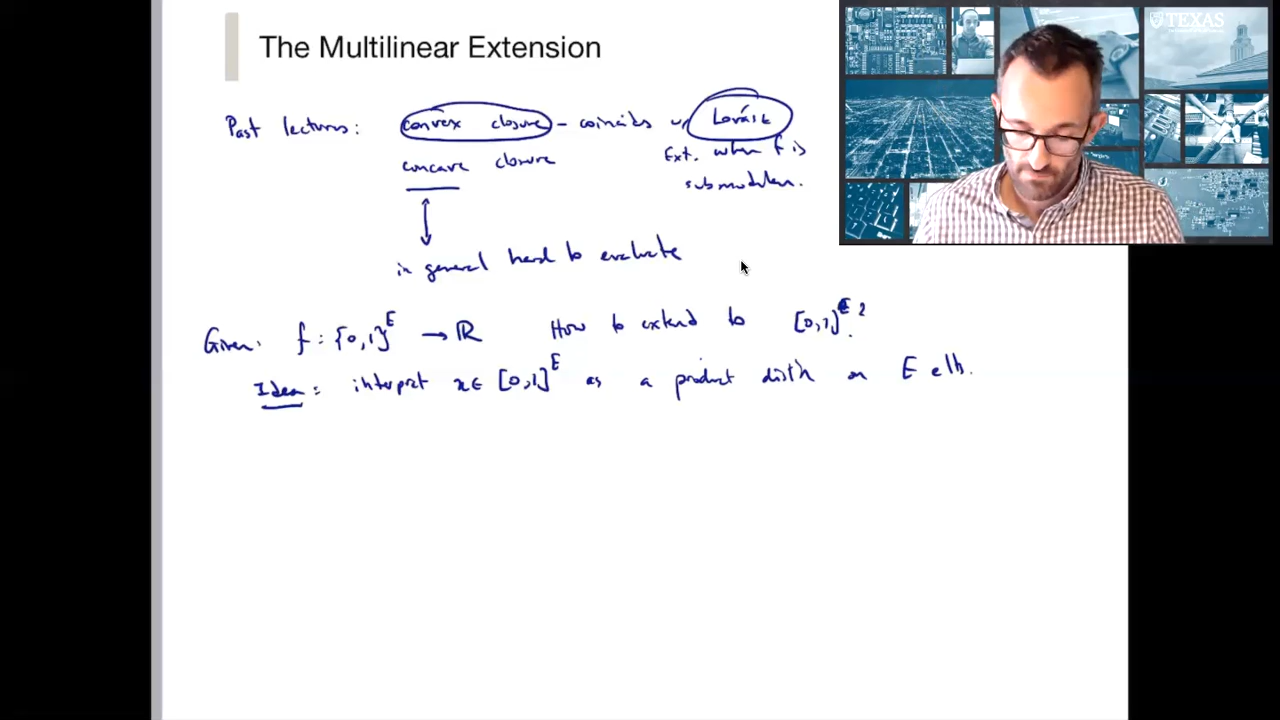 The Multilinear Extension
TEXAS
Past lectures: convex closure - coincides w/ Lovász
concave closure Ext. when f is
submodular.
in general hard to evaluate
Given: f: {0,1}^E → ℝ How to extend to [0,1]^E ?
Idea: interpret x ∈ [0,1]^E as a product distn on E elts.